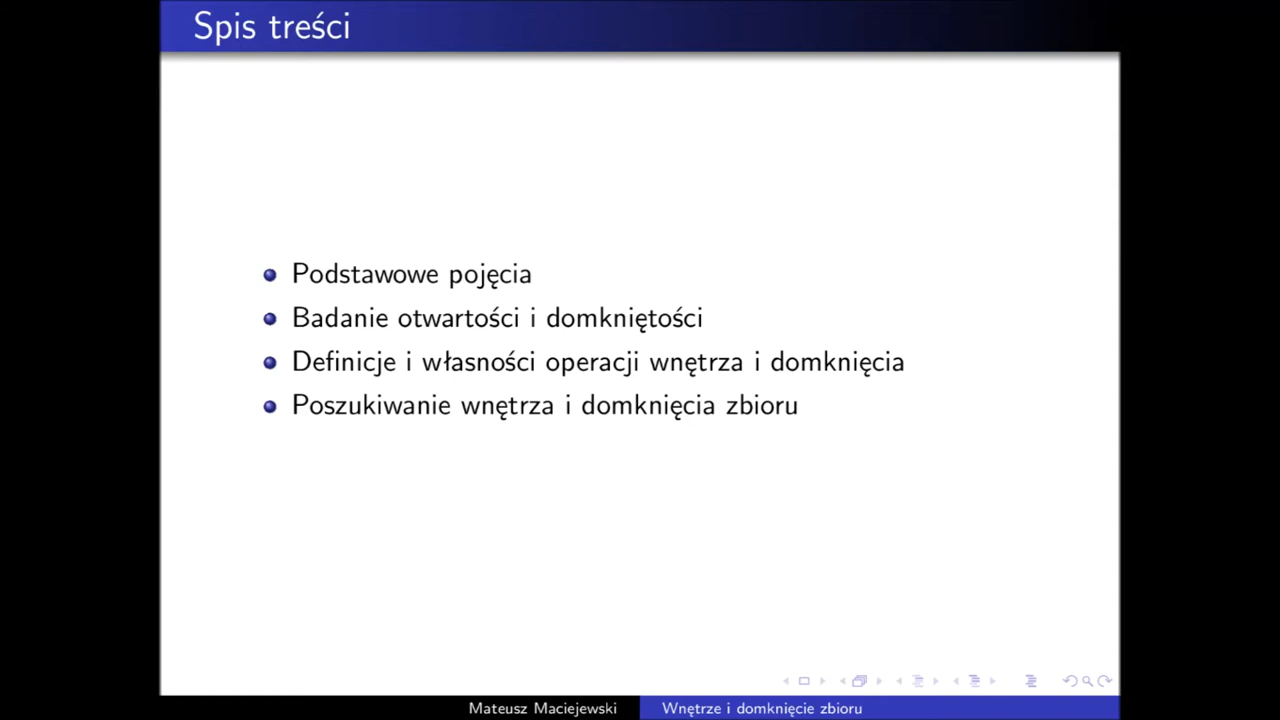 Spis treści
Podstawowe pojęcia
Badanie otwartości i domkniętości
Definicje i własności operacji wnętrza i domknięcia
Poszukiwanie wnętrza i domknięcia zbioru
Mateusz Maciejewski
Wnętrze i domknięcie zbioru